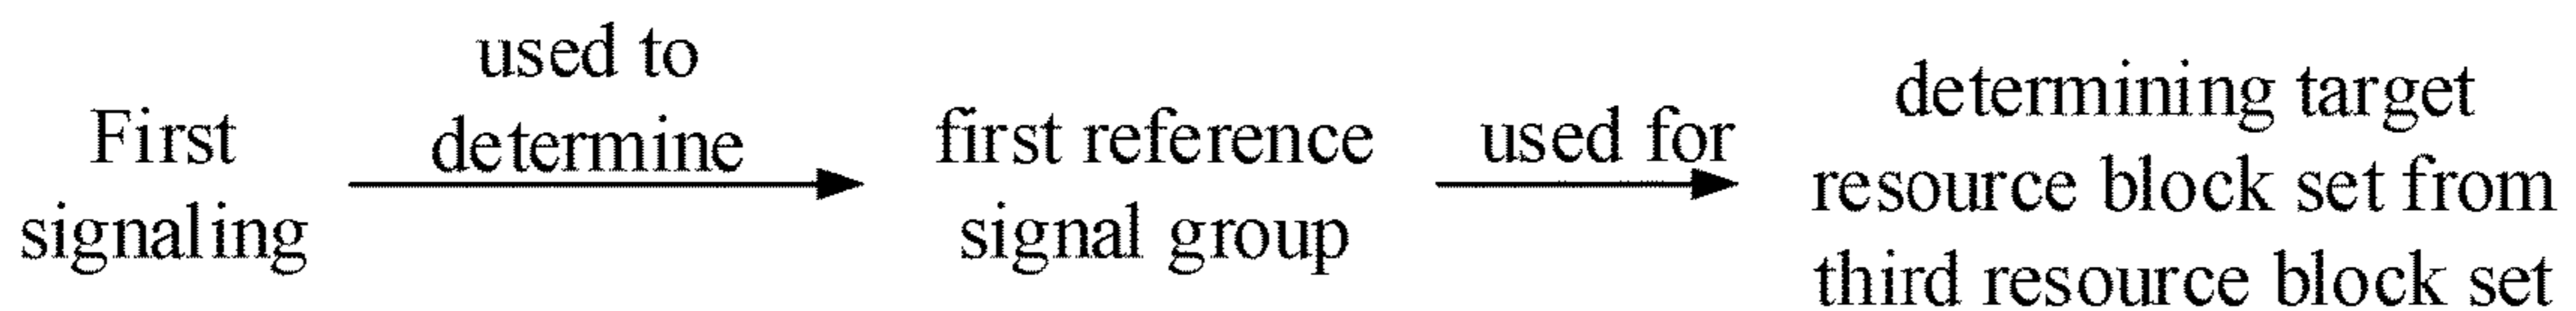 First
signaling
used to
determine
first reference
signal group
used for
determining target
resource block set from
third resource block set